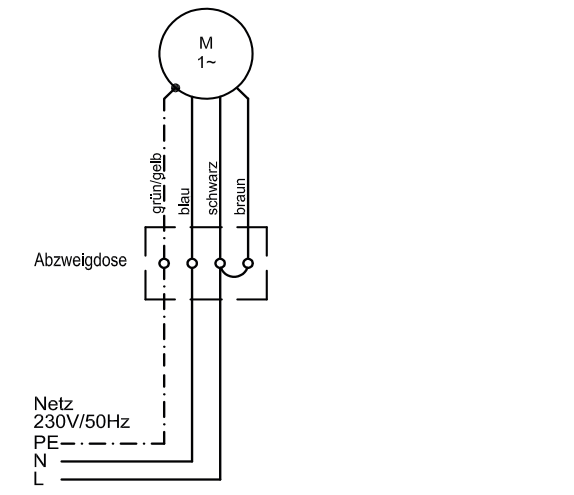 M
1~
grün/gelb
blau
schwarz
braun
Abzweigdose
Netz
230V/50Hz
PE
N
L